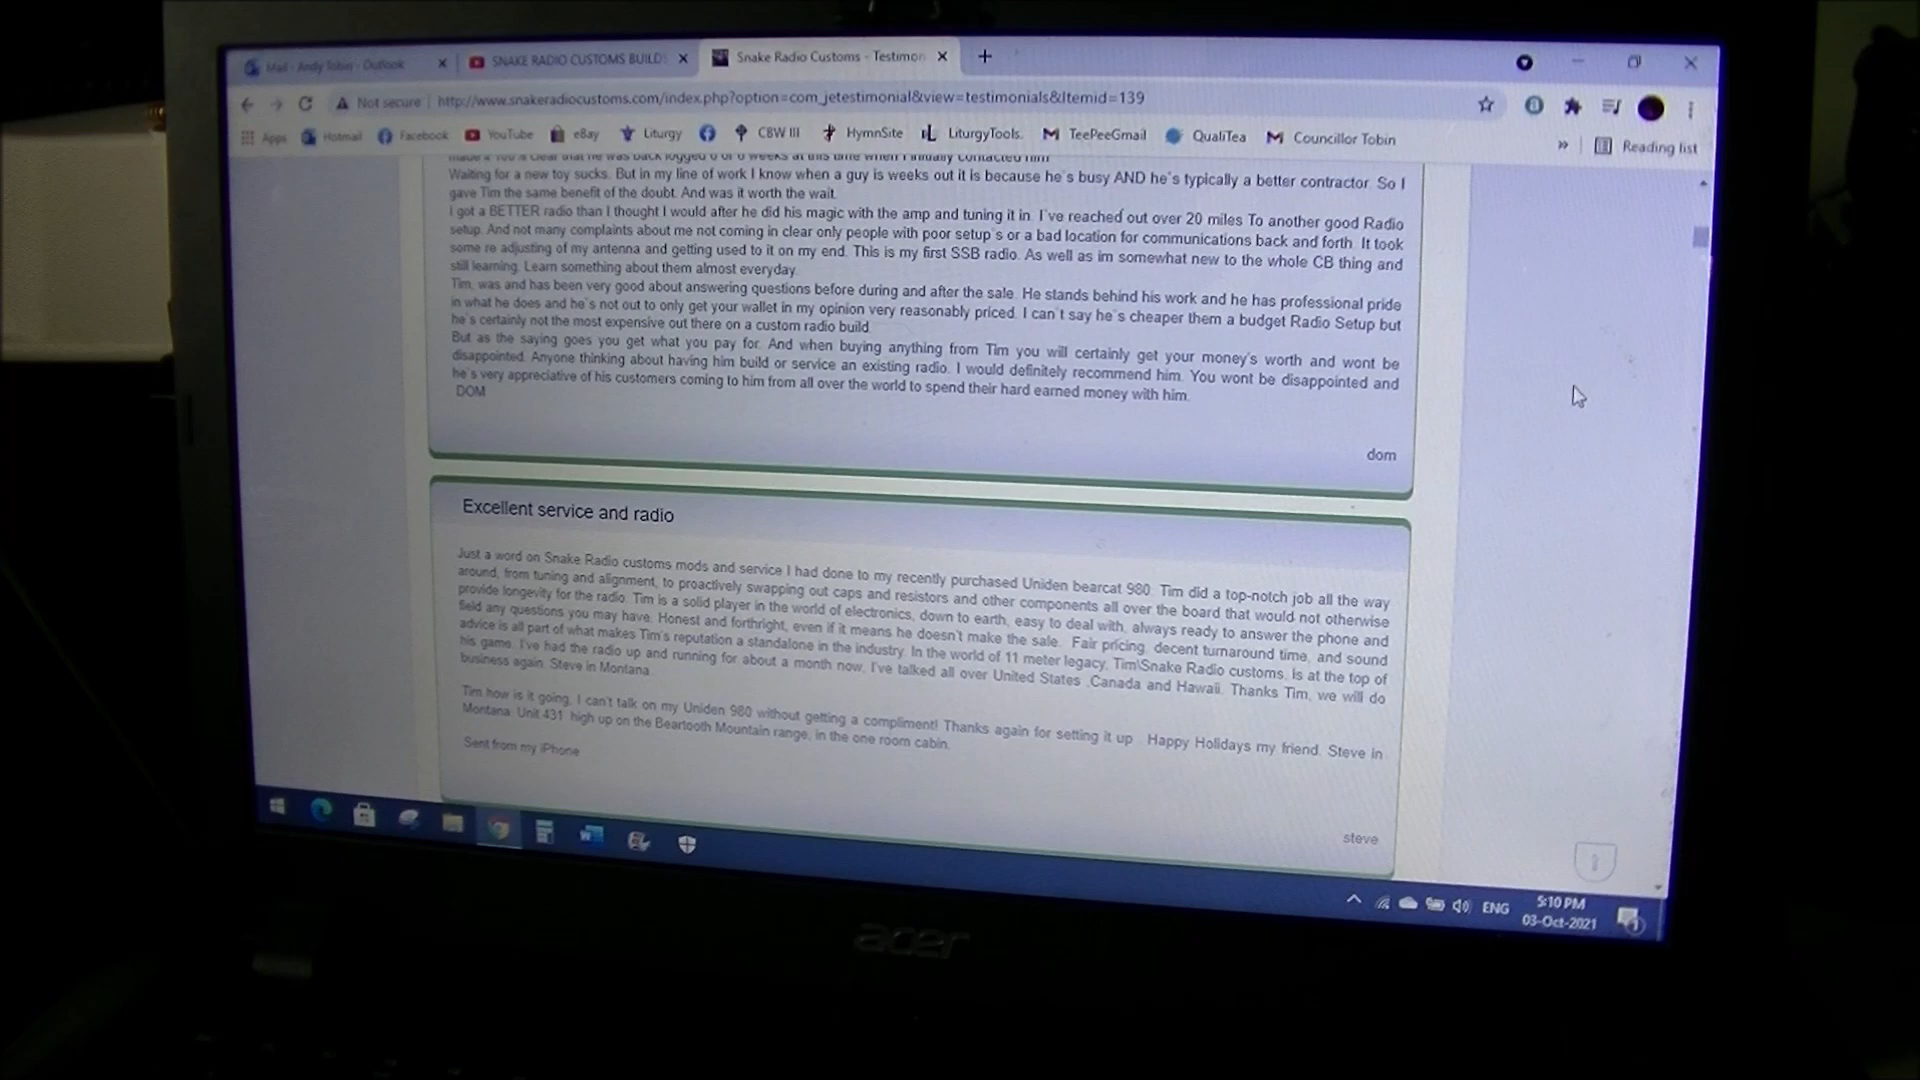 Mail - Andy Tobin - Outlook
SNAKE RADIO CUSTOMS BUILD
Snake Radio Customs - Testimon
Not secure | http://www.snakeradiocustoms.com/index.php?option=com_jetestimonial&view=testimonials&Itemid=139
Apps Hotmail Facebook YouTube eBay Liturgy CBW III HymnSite LiturgyTools. TeePeeGmail QualiTea Councillor Tobin » Reading list
clear that he was back logged weeks at this time when I initially contacted him
Waiting for a new toy sucks. But in my line of work I know when a guy is weeks out it is because he's busy AND he's typically a better contractor. So I
gave Tim the same benefit of the doubt. And was it worth the wait.
I got a BETTER radio than I thought I would after he did his magic with the amp and tuning it in. I've reached out over 20 miles To another good Radio
setup. And not many complaints about me not coming in clear only people with poor setup's or a bad location for communications back and forth. It took
some re adjusting of my antenna and getting used to it on my end. This is my first SSB radio. As well as im somewhat new to the whole CB thing and
still learning. Learn something about them almost everyday.
Tim, was and has been very good about answering questions before during and after the sale. He stands behind his work and he has professional pride
in what he does and he's not out to only get your wallet in my opinion very reasonably priced. I can't say he's cheaper them a budget Radio Setup but
he's certainly not the most expensive out there on a custom radio build.
But as the saying goes you get what you pay for. And when buying anything from Tim you will certainly get your money's worth and wont be
disappointed. Anyone thinking about having him build or service an existing radio. I would definitely recommend him. You wont be disappointed and
he's very appreciative of his customers coming to him from all over the world to spend their hard earned money with him.
DOM
dom
Excellent service and radio
Just a word on Snake Radio customs mods and service I had done to my recently purchased Uniden bearcat 980. Tim did a top-notch job all the way
around, from tuning and alignment, to proactively swapping out caps and resistors and other components all over the board that would not otherwise
provide longevity for the radio. Tim is a solid player in the world of electronics, down to earth, easy to deal with, always ready to answer the phone and
field any questions you may have. Honest and forthright, even if it means he doesn't make the sale. Fair pricing, decent turnaround time, and sound
advice is all part of what makes Tim's reputation a standalone in the industry. In the world of 11 meter legacy, Tim\Snake Radio customs. Is at the top of
his game. I've had the radio up and running for about a month now, I've talked all over United States .Canada and Hawaii. Thanks Tim, we will do
business again. Steve in Montana.
Tim how is it going, I can't talk on my Uniden 980 without getting a compliment! Thanks again for setting it up . Happy Holidays my friend. Steve in
Montana. Unit 431 high up on the Beartooth Mountain range, in the one room cabin.
Sent from my iPhone
steve
ENG
5:10 PM
03-Oct-2021
acer